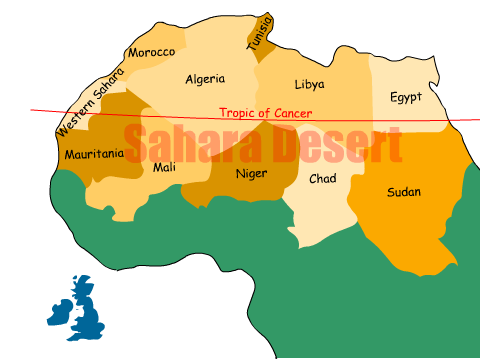 Tunisia
Morocco
Algeria
Libya
Western Sahara
Egypt
Tropic of Cancer
Sahara Desert
Mauritania
Mali
Niger
Chad
Sudan